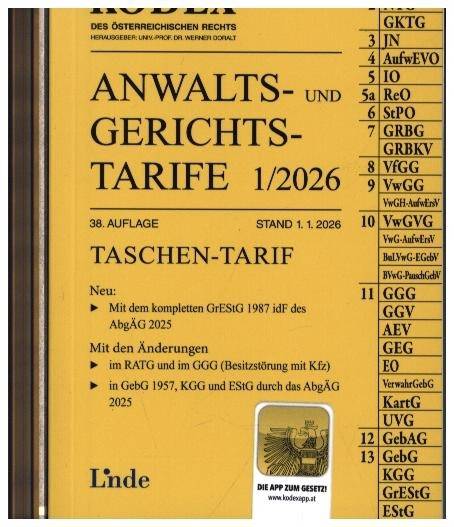 KODEX
DES ÖSTERREICHISCHEN RECHTS
HERAUSGEBER: UNIV.-PROF. DR. WERNER DORALT
ANWALTS- UND
GERICHTS-
TARIFE 1/2026
38. AUFLAGE STAND 1. 1. 2026
TASCHEN-TARIF
Neu:
► Mit dem kompletten GrEStG 1987 idF des
AbgÄG 2025
Mit den Änderungen
► im RATG und im GGG (Besitzstörung mit Kfz)
► in GebG 1957, KGG und EStG durch das AbgÄG
2025
Linde
DIE APP ZUM GESETZ!
www.kodexapp.at
GKTG
3 JN
4 AufwEVO
5 IO
5a ReO
6 StPO
7 GRBG
GRBKV
8 VfGG
9 VwGG
VwGH-AufwErsV
10 VwGVG
VwG-AufwErsV
BuLVwG-EGebV
BVwG-PauschGebV
11 GGG
GGV
AEV
GEG
EO
VerwahrGebG
KartG
UVG
12 GebAG
13 GebG
KGG
GrEStG
EStG